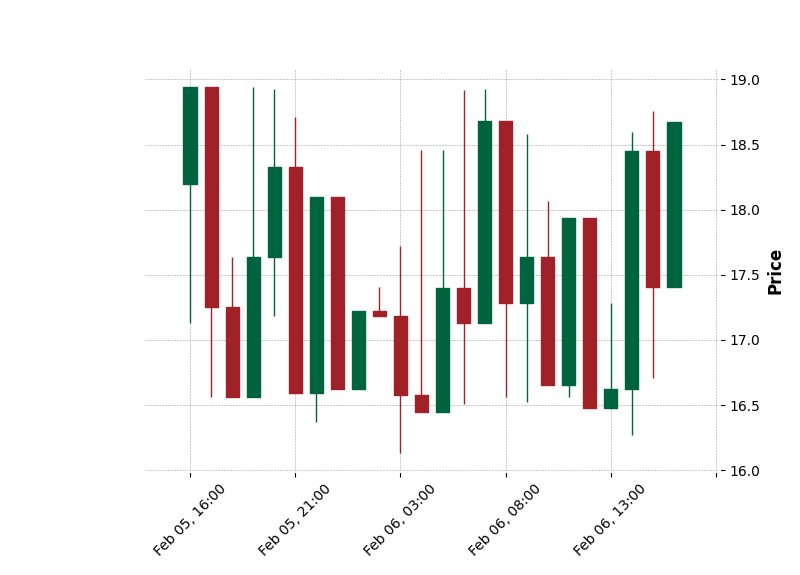 19.0
18.5
18.0
17.5
17.0
16.5
16.0
Price
Feb 05, 16:00
Feb 05, 21:00
Feb 06, 03:00
Feb 06, 08:00
Feb 06, 13:00